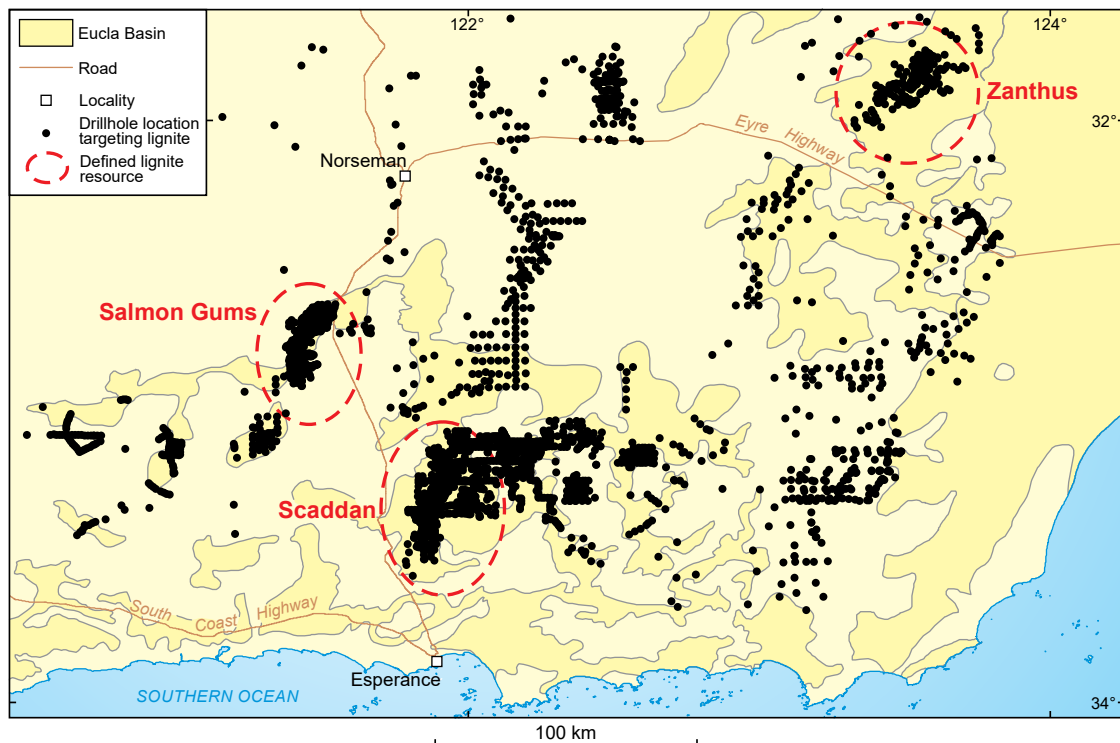 122°
124°
Eucla Basin
Road
Locality
Drillhole location
targeting lignite
Defined lignite
resource
Zanthus
32°
Eyre Highway
Norseman
Salmon Gums
Scaddan
South Coast Highway
Esperance
SOUTHERN OCEAN
34°
100 km